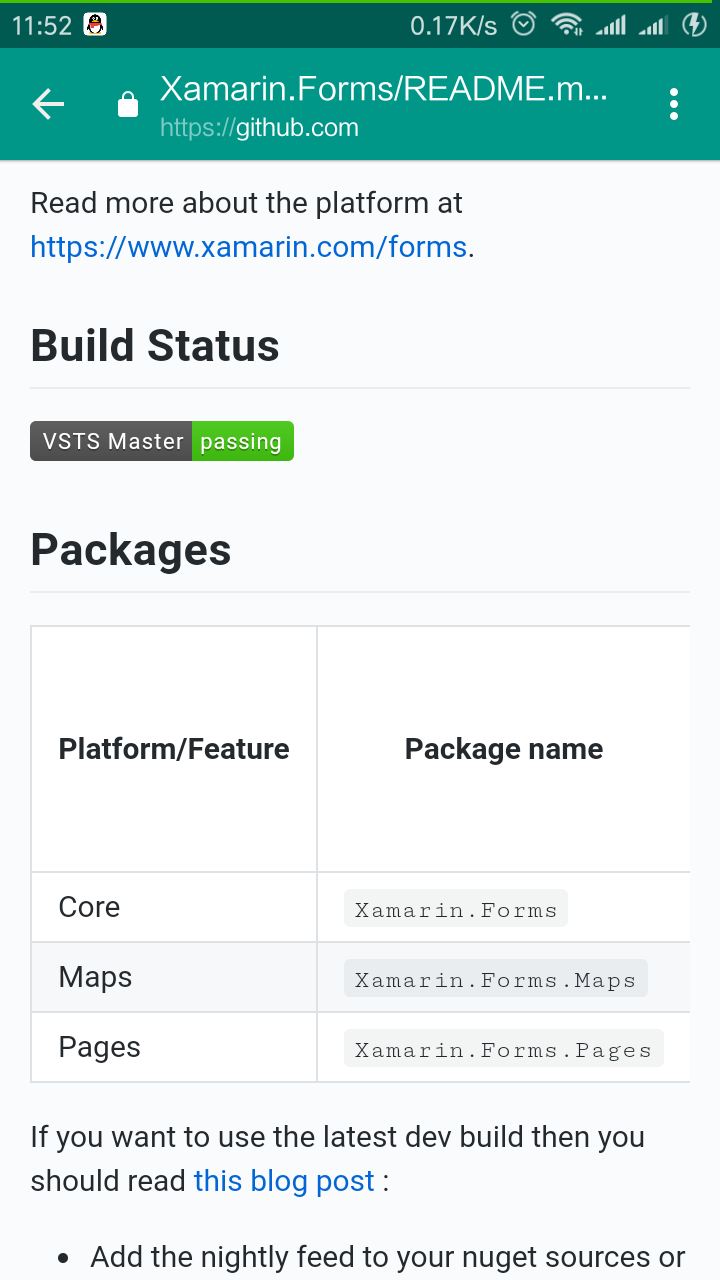 11:52 0.17K/s
Xamarin.Forms/README.m...
https://github.com
Read more about the platform at
https://www.xamarin.com/forms.
Build Status
VSTS Master passing
Packages
Platform/Feature Package name
Core Xamarin.Forms
Maps Xamarin.Forms.Maps
Pages Xamarin.Forms.Pages
If you want to use the latest dev build then you
should read this blog post :
• Add the nightly feed to your nuget sources or